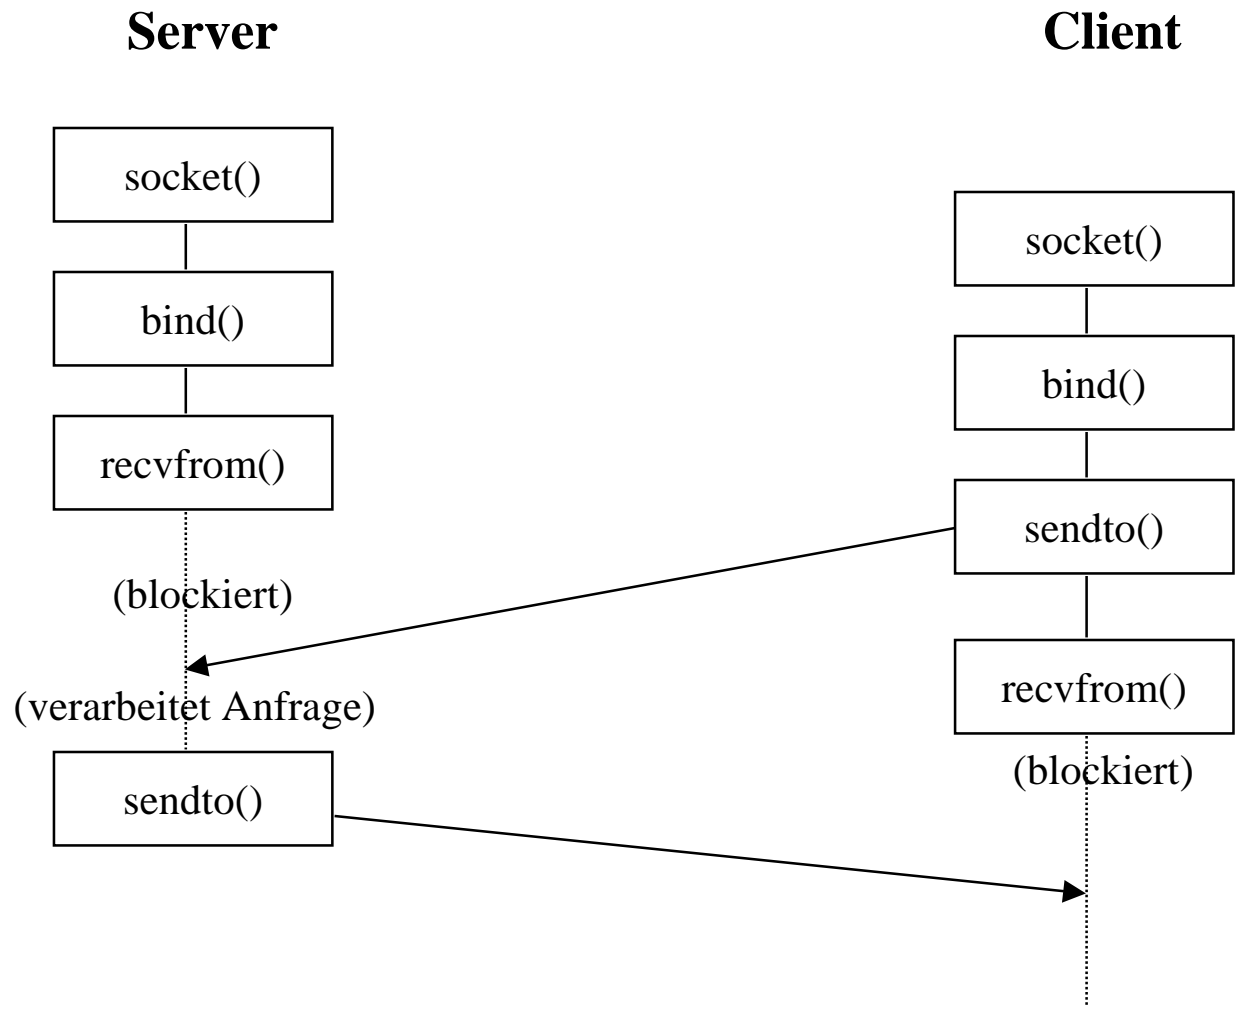 Server
Client
socket()
socket()
bind()
bind()
recvfrom()
sendto()
(blockiert)
recvfrom()
(verarbeitet Anfrage)
(blockiert)
sendto()